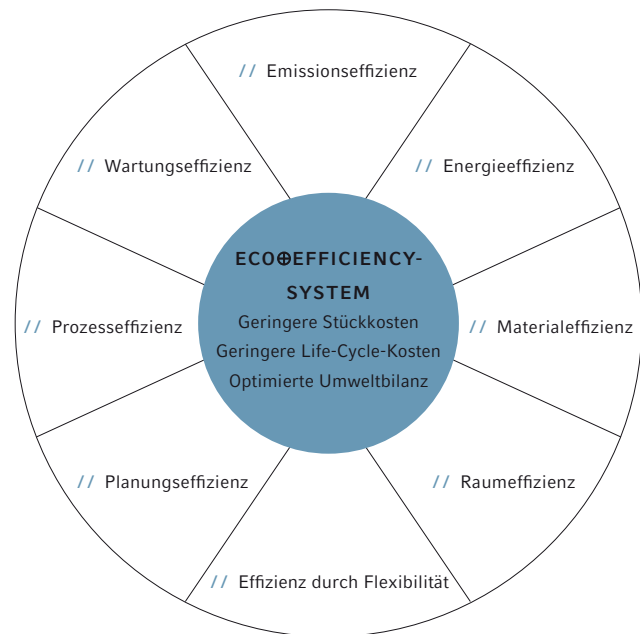 // Emissionseffizienz
// Wartungseffizienz
// Energieeffizienz
ECO⊕EFFICIENCY-
SYSTEM
Geringere Stückkosten
Geringere Life-Cycle-Kosten
Optimierte Umweltbilanz
// Prozesseffizienz
// Materialeffizienz
// Planungseffizienz
// Raumeffizienz
// Effizienz durch Flexibilität